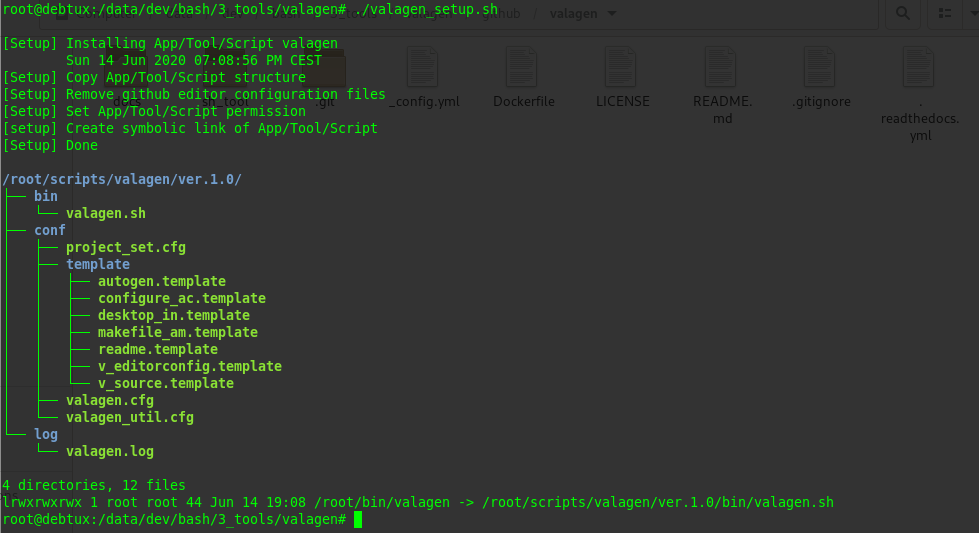 root@debtux:/data/dev/bash/3_tools/valagen# ./valagen_setup.sh
github
valagen
[Setup] Installing App/Tool/Script valagen
Sun 14 Jun 2020 07:08:56 PM CEST
[Setup] Copy App/Tool/Script structure
[Setup] Remove github editor configuration files
[Setup] Set App/Tool/Script permission
[setup] Create symbolic link of App/Tool/Script
[Setup] Done
docs
sh_tool
.git
_config.yml
Dockerfile
LICENSE
README.
md
.gitignore
.
readthedocs.
yml
/root/scripts/valagen/ver.1.0/
├── bin
│   └── valagen.sh
├── conf
│   ├── project_set.cfg
│   ├── template
│   │   ├── autogen.template
│   │   ├── configure_ac.template
│   │   ├── desktop_in.template
│   │   ├── makefile_am.template
│   │   ├── readme.template
│   │   ├── v_editorconfig.template
│   │   └── v_source.template
│   ├── valagen.cfg
│   └── valagen_util.cfg
└── log
    └── valagen.log
4 directories, 12 files
lrwxrwxrwx 1 root root 44 Jun 14 19:08 /root/bin/valagen -> /root/scripts/valagen/ver.1.0/bin/valagen.sh
root@debtux:/data/dev/bash/3_tools/valagen#